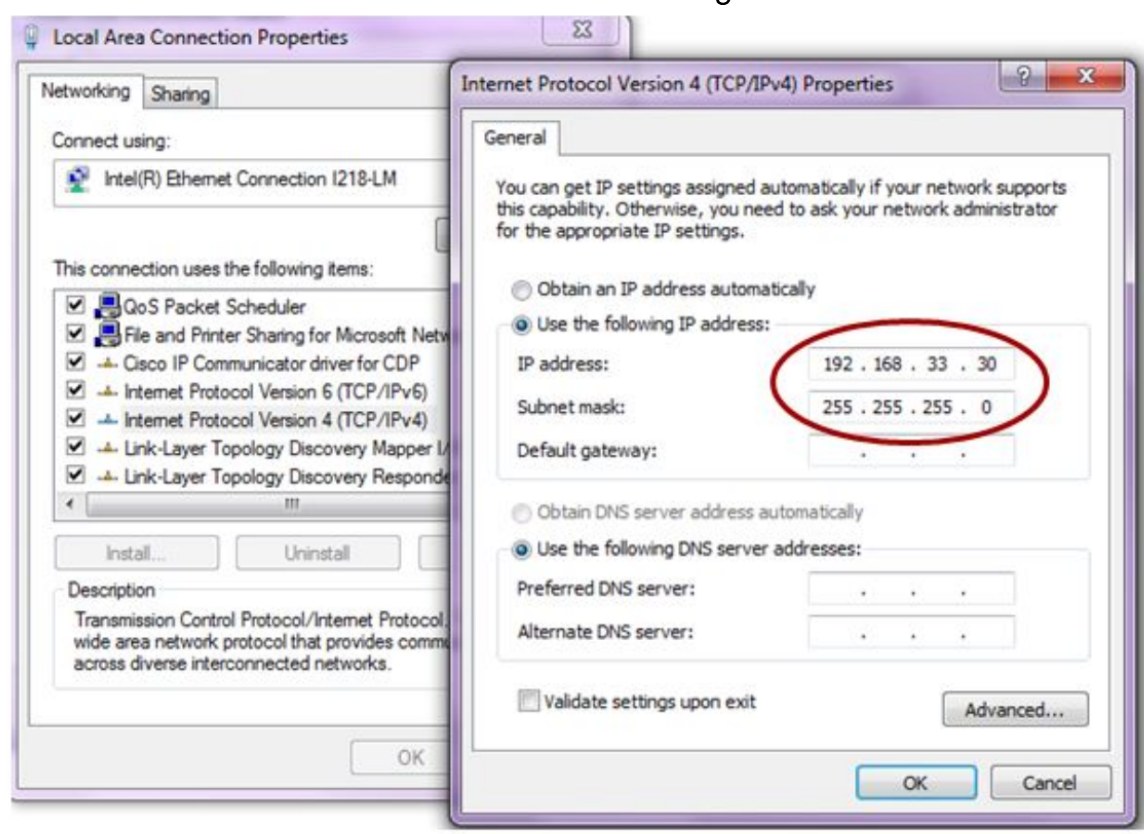 Local Area Connection Properties
Networking Sharing
Connect using:
Intel(R) Ethernet Connection I218-LM
This connection uses the following items:
QoS Packet Scheduler
File and Printer Sharing for Microsoft Netw
Cisco IP Communicator driver for CDP
Internet Protocol Version 6 (TCP/IPv6)
Internet Protocol Version 4 (TCP/IPv4)
Link-Layer Topology Discovery Mapper I/
Link-Layer Topology Discovery Responde
Install... Uninstall
Description
Transmission Control Protocol/Internet Protocol.
wide area network protocol that provides commu
across diverse interconnected networks.
OK
Internet Protocol Version 4 (TCP/IPv4) Properties
General
You can get IP settings assigned automatically if your network supports
this capability. Otherwise, you need to ask your network administrator
for the appropriate IP settings.
Obtain an IP address automatically
Use the following IP address:
IP address: 192 . 168 . 33 . 30
Subnet mask: 255 . 255 . 255 . 0
Default gateway: . . .
Obtain DNS server address automatically
Use the following DNS server addresses:
Preferred DNS server: . . .
Alternate DNS server: . . .
Validate settings upon exit
Advanced...
OK Cancel